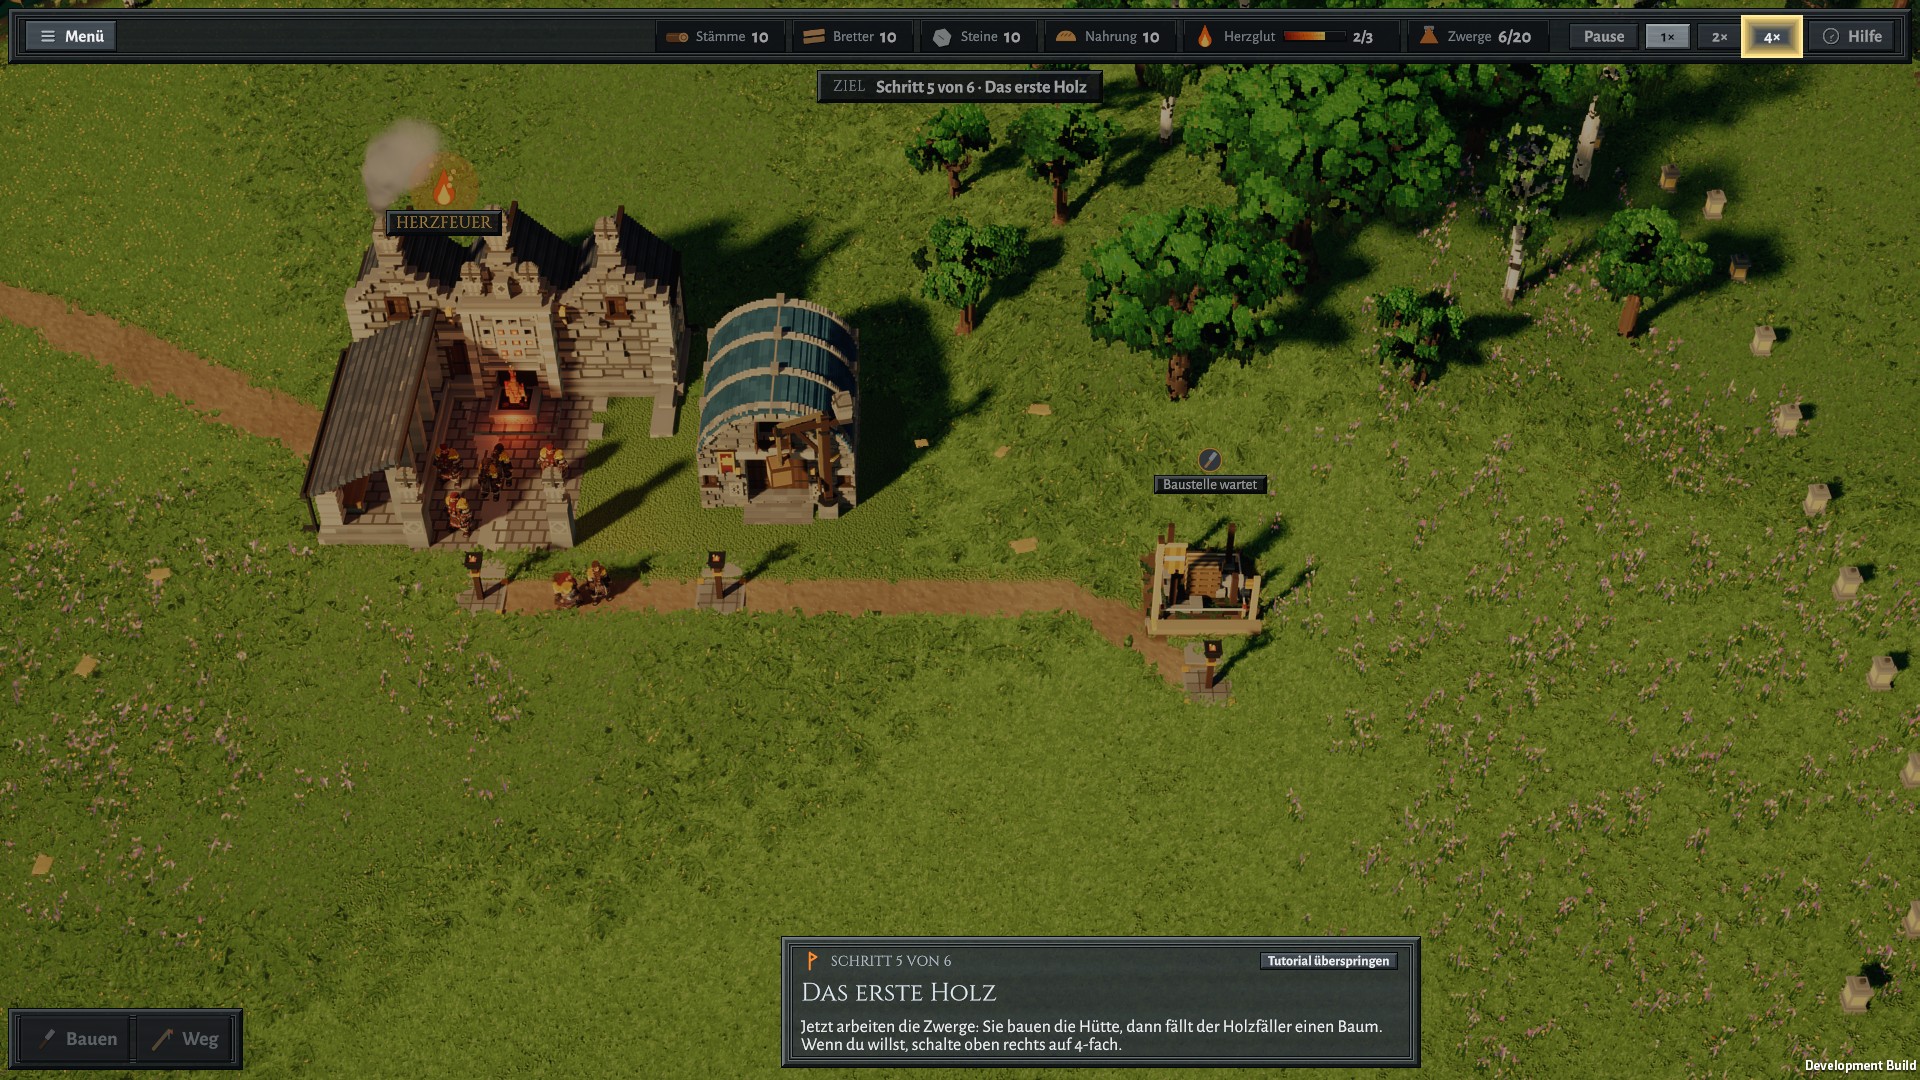 Menü
Stämme 10
Bretter 10
Steine 10
Nahrung 10
Herzglut 2/3
Zwerge 6/20
Pause
1×
2×
4×
Hilfe
ZIEL Schritt 5 von 6 · Das erste Holz
HERZFEUER
Baustelle wartet
SCHRITT 5 VON 6
Tutorial überspringen
DAS ERSTE HOLZ
Jetzt arbeiten die Zwerge: Sie bauen die Hütte, dann fällt der Holzfäller einen Baum.
Wenn du willst, schalte oben rechts auf 4-fach.
Bauen
Weg
Development Build